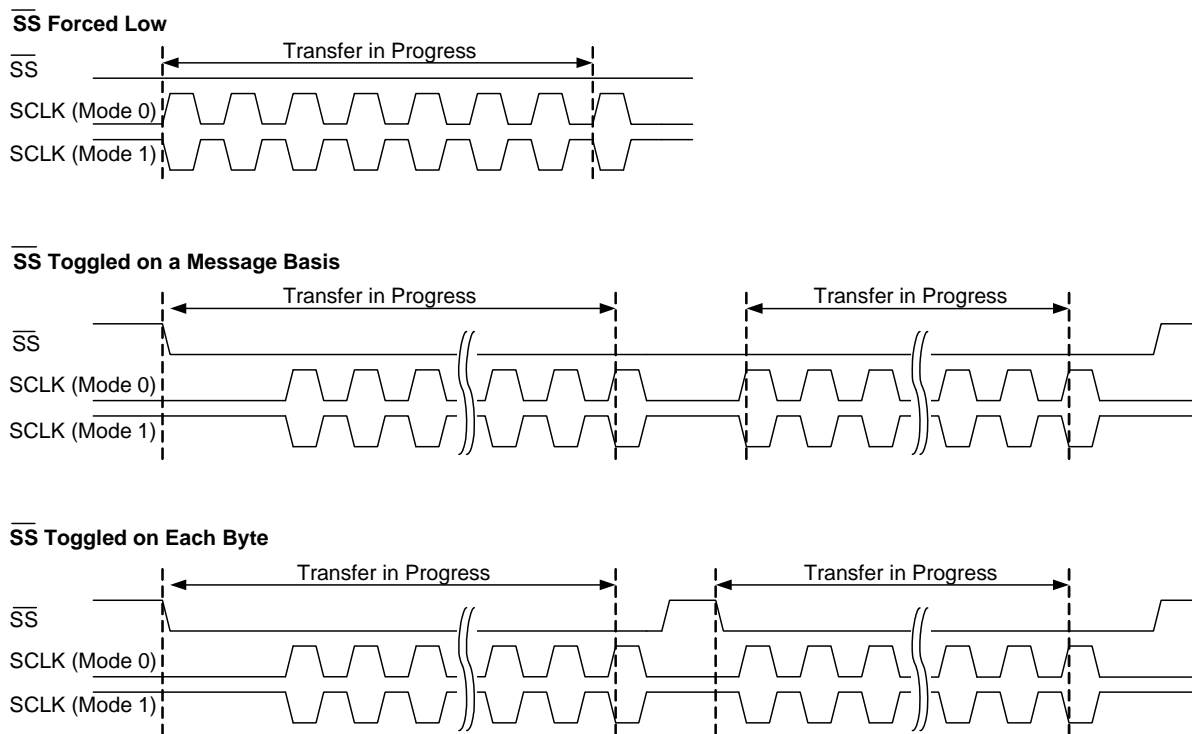 SS Forced Low
Transfer in Progress
SS
SCLK (Mode 0)
SCLK (Mode 1)
SS Toggled on a Message Basis
Transfer in Progress Transfer in Progress
SS
SCLK (Mode 0)
SCLK (Mode 1)
SS Toggled on Each Byte
Transfer in Progress Transfer in Progress
SS
SCLK (Mode 0)
SCLK (Mode 1)